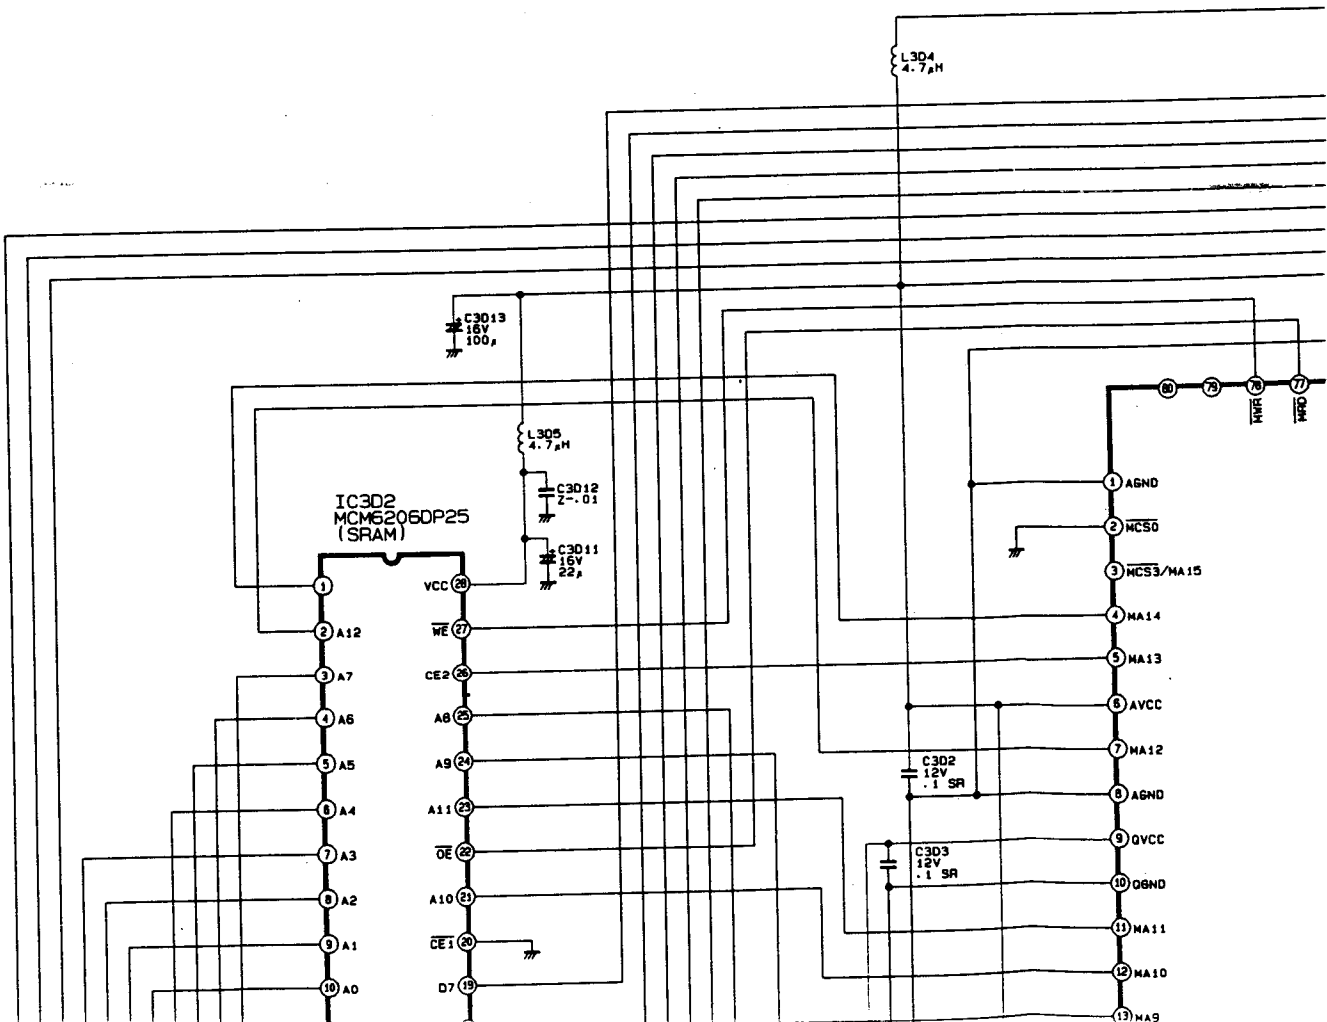 L3D4
4.7μH
C3D13
16V
100μ
80
79
78
77
MWR
MRD
L3D5
4.7μH
C3D12
Z-.01
C3D11
16V
22μ
IC3D2
MCM6206DP25
(SRAM)
1
2 A12
3 A7
4 A6
5 A5
6 A4
7 A3
8 A2
9 A1
10 A0
VCC 28
WE 27
CE2 26
A8 25
A9 24
A11 23
OE 22
A10 21
CE1 20
D7 19
C3D2
12V
.1 SR
C3D3
12V
.1 SR
1 AGND
2 MCS0
3 MCS3/MA15
4 MA14
5 MA13
6 AVCC
7 MA12
8 AGND
9 QVCC
10 QGND
11 MA11
12 MA10
13 MA9